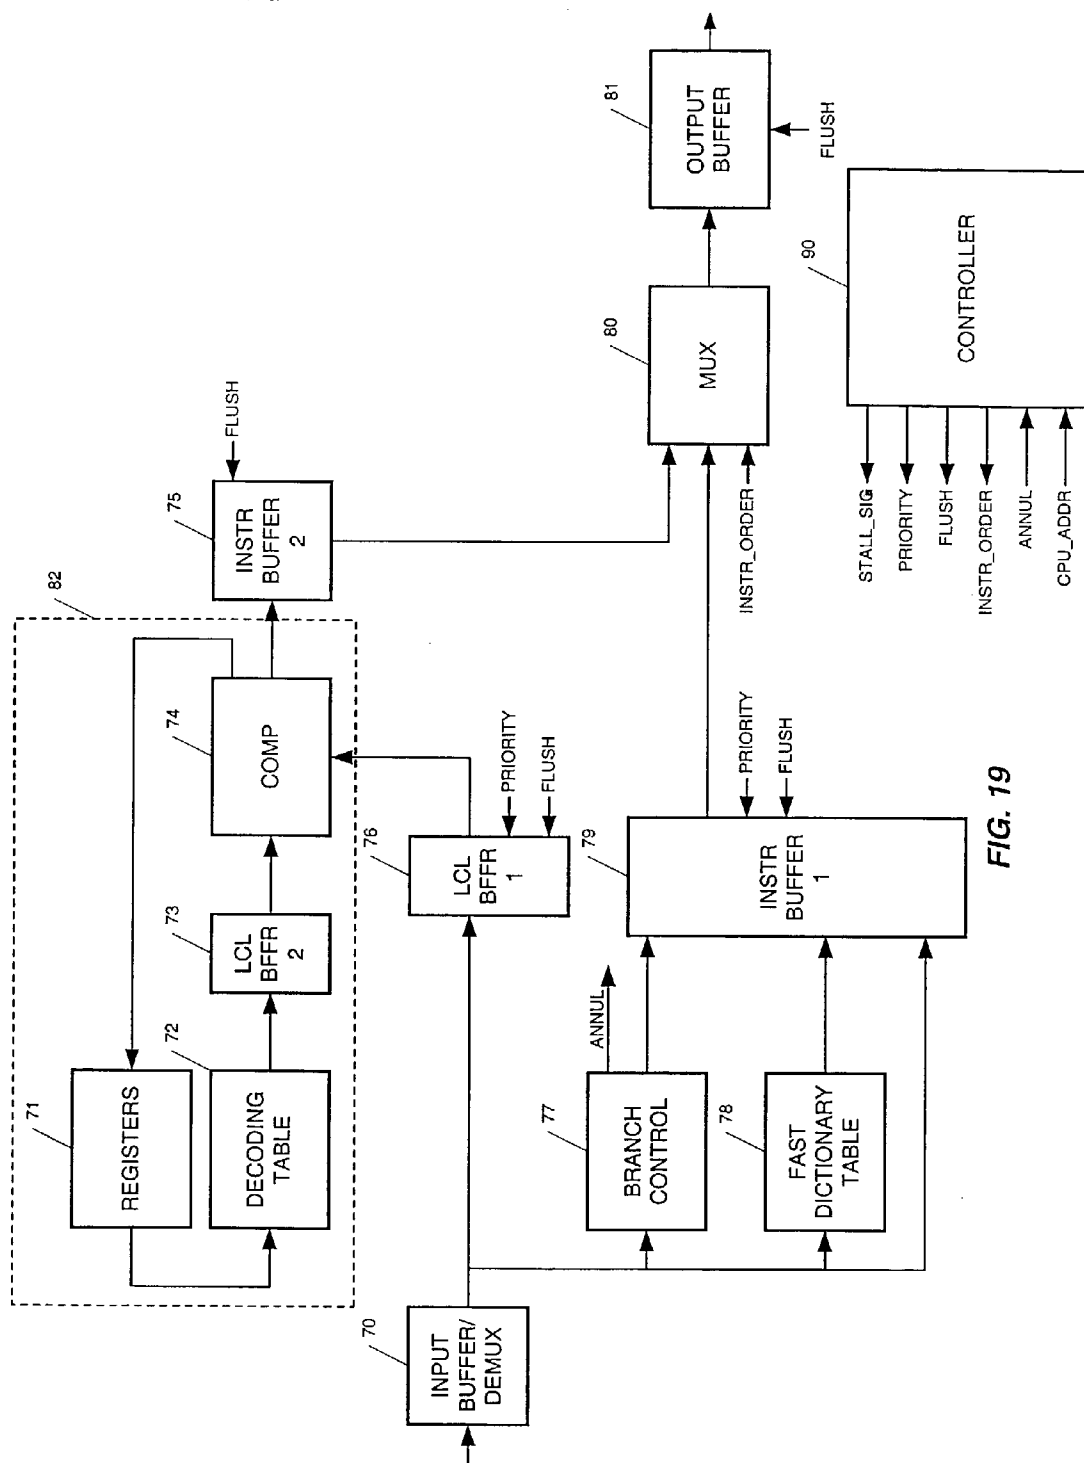 82
71
REGISTERS
72
DECODING
TABLE
73
LCL
BFFR
2
74
COMP
75
INSTR
BUFFER
2
FLUSH
70
INPUT
BUFFER/
DEMUX
76
LCL
BFFR
1
PRIORITY
FLUSH
77
BRANCH
CONTROL
ANNUL
78
FAST
DICTIONARY
TABLE
79
INSTR
BUFFER
1
PRIORITY
FLUSH
80
MUX
INSTR_ORDER
81
OUTPUT
BUFFER
FLUSH
90
CONTROLLER
STALL_SIG
PRIORITY
FLUSH
INSTR_ORDER
ANNUL
CPU_ADDR
FIG. 19